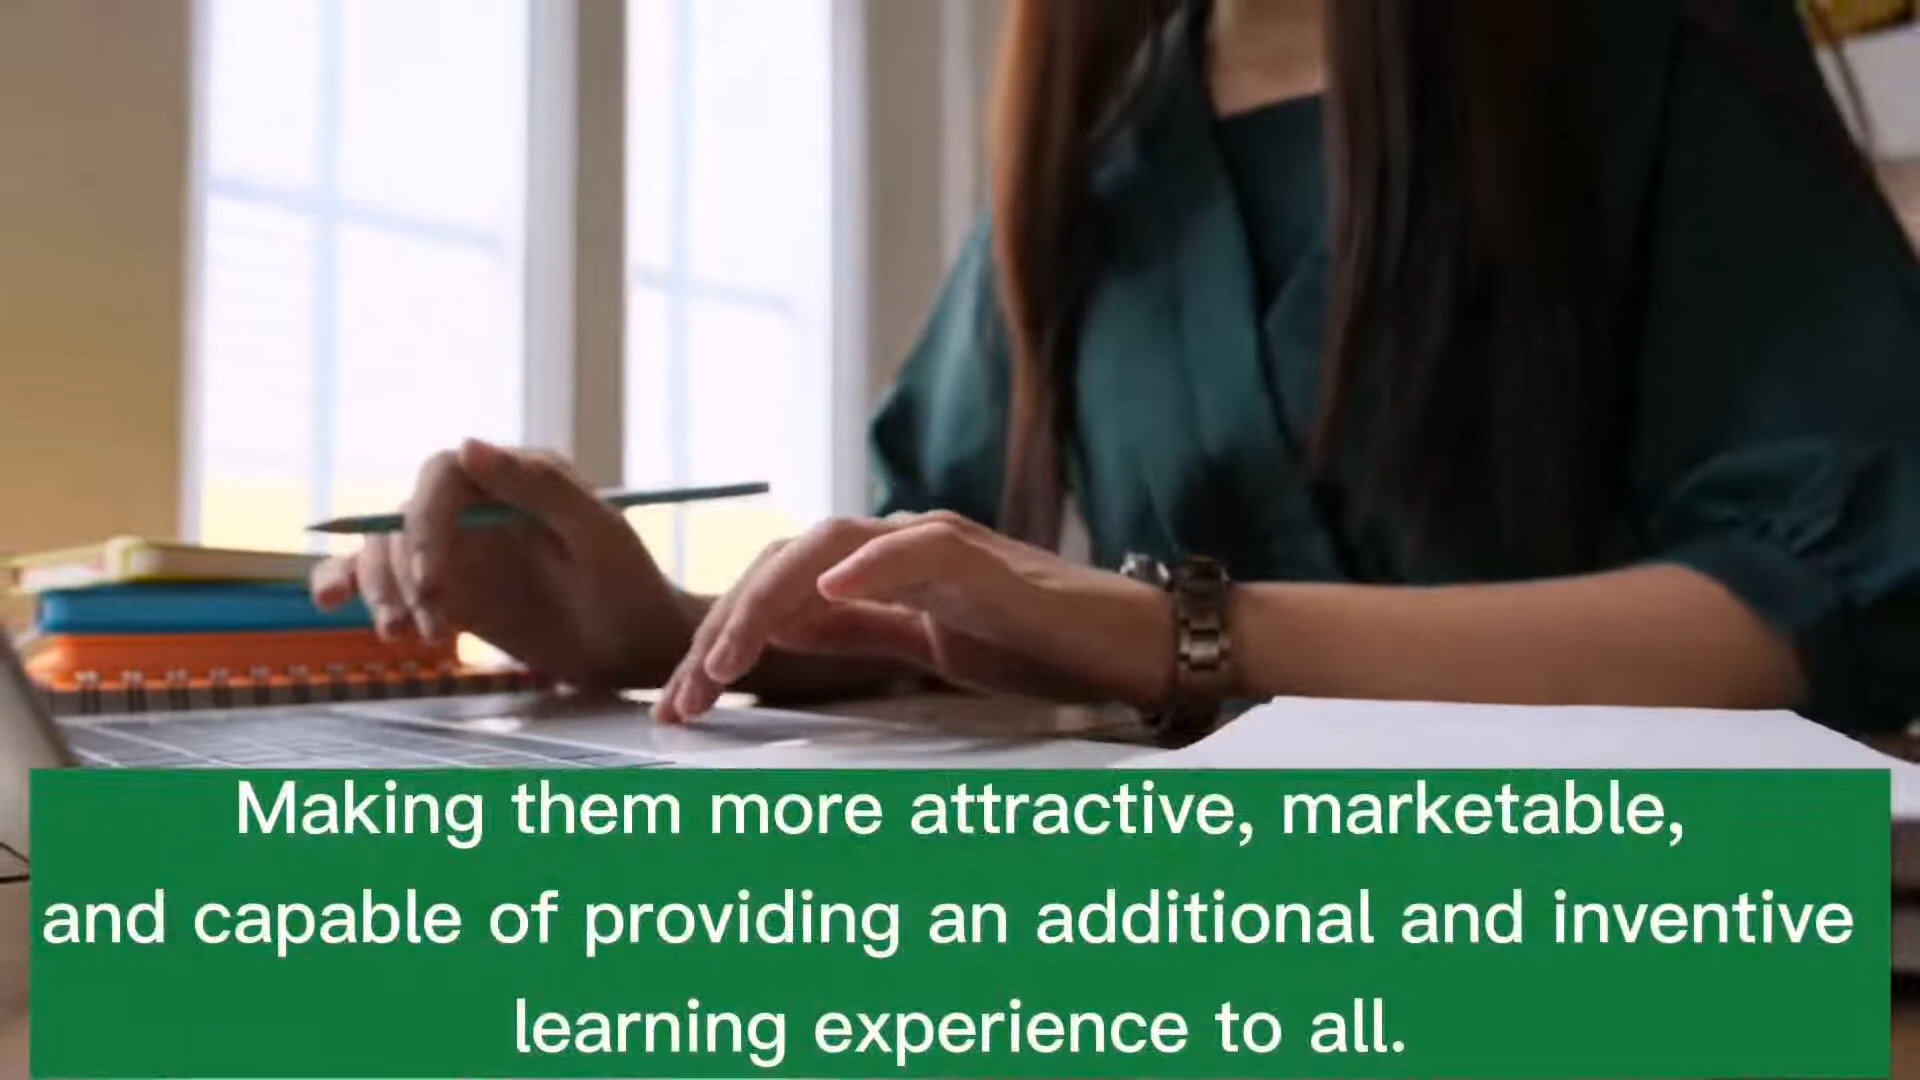 Making them more attractive, marketable,
and capable of providing an additional and inventive
learning experience to all.